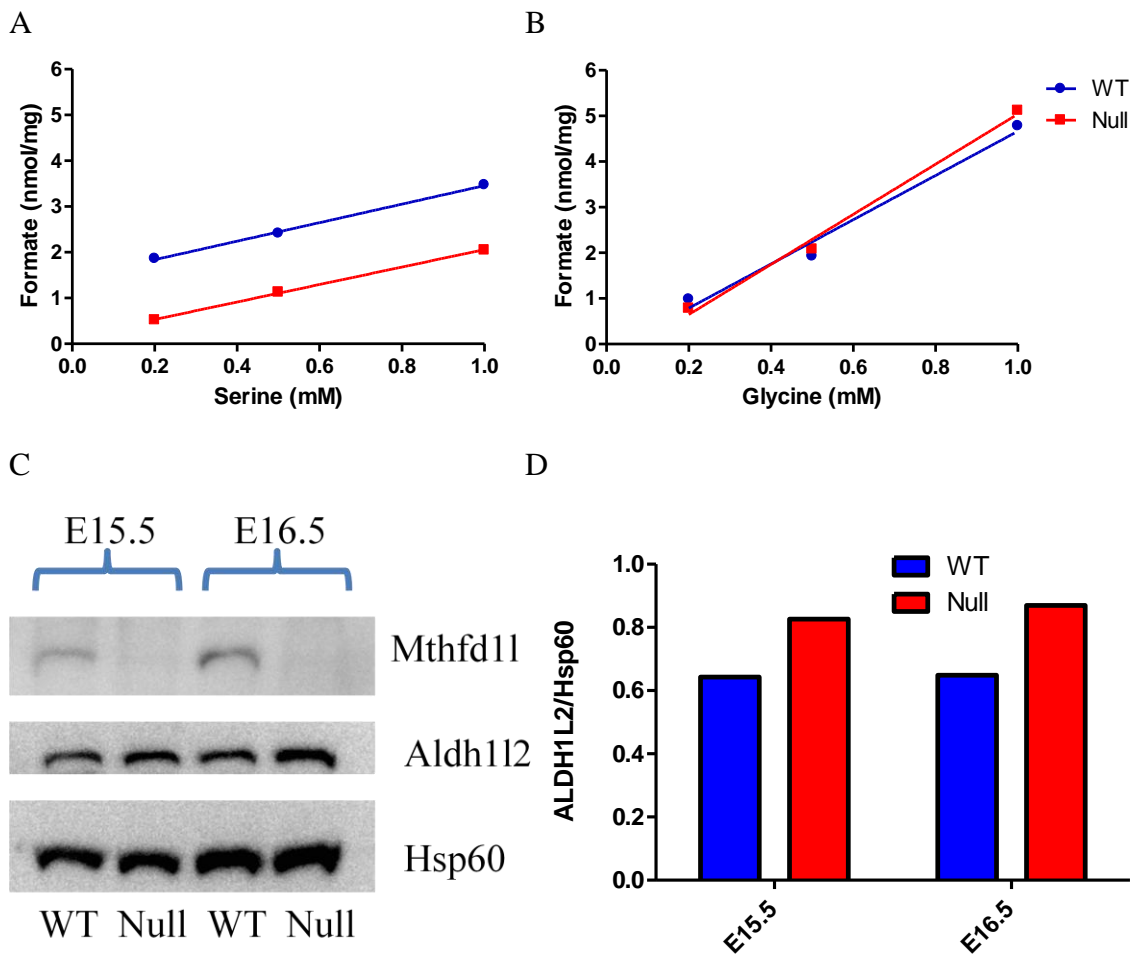 A
Formate (nmol/mg)
6
5
4
3
2
1
0
0.0 0.2 0.4 0.6 0.8 1.0
Serine (mM)
B
Formate (nmol/mg)
6
5
4
3
2
1
0
0.0 0.2 0.4 0.6 0.8 1.0
Glycine (mM)
WT
Null
C
E15.5 E16.5
Mthfd1l
Aldh1l2
Hsp60
WT Null WT Null
D
ALDH1L2/Hsp60
1.0
0.8
0.6
0.4
0.2
0.0
WT
Null
E15.5
E16.5